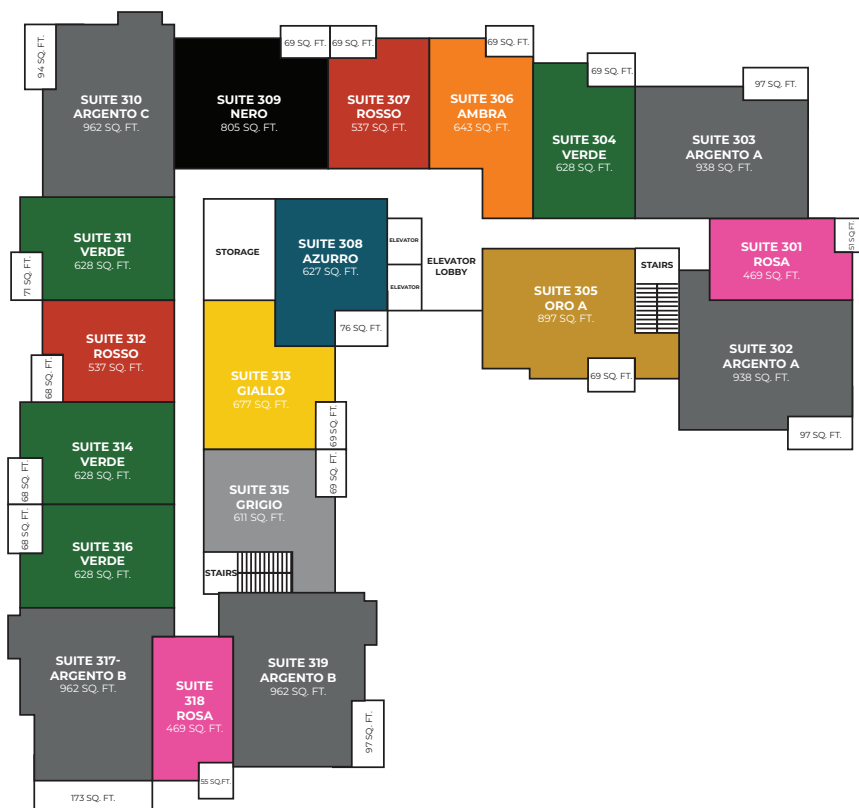 94 SQ. FT.
SUITE 310
ARGENTO C
962 SQ. FT.
69 SQ. FT.
SUITE 309
NERO
805 SQ. FT.
69 SQ. FT.
SUITE 307
ROSSO
537 SQ. FT.
69 SQ. FT.
SUITE 306
AMBRA
643 SQ. FT.
69 SQ. FT.
SUITE 304
VERDE
628 SQ. FT.
97 SQ. FT.
SUITE 303
ARGENTO A
938 SQ. FT.
SUITE 311
VERDE
628 SQ. FT.
71 SQ. FT.
STORAGE
SUITE 308
AZURRO
627 SQ. FT.
76 SQ. FT.
ELEVATOR
ELEVATOR
ELEVATOR
LOBBY
SUITE 305
ORO A
897 SQ. FT.
69 SQ. FT.
STAIRS
SUITE 301
ROSA
469 SQ. FT.
51 SQ.FT.
SUITE 302
ARGENTO A
938 SQ. FT.
97 SQ. FT.
SUITE 312
ROSSO
537 SQ. FT.
68 SQ. FT.
SUITE 313
GIALLO
677 SQ. FT.
69 SQ. FT.
SUITE 314
VERDE
628 SQ. FT.
68 SQ. FT.
69 SQ. FT.
SUITE 315
GRIGIO
611 SQ. FT.
STAIRS
68 SQ. FT.
SUITE 316
VERDE
628 SQ. FT.
SUITE 317-
ARGENTO B
962 SQ. FT.
173 SQ. FT.
SUITE
318
ROSA
469 SQ. FT.
55 SQ.FT.
SUITE 319
ARGENTO B
962 SQ. FT.
97 SQ. FT.